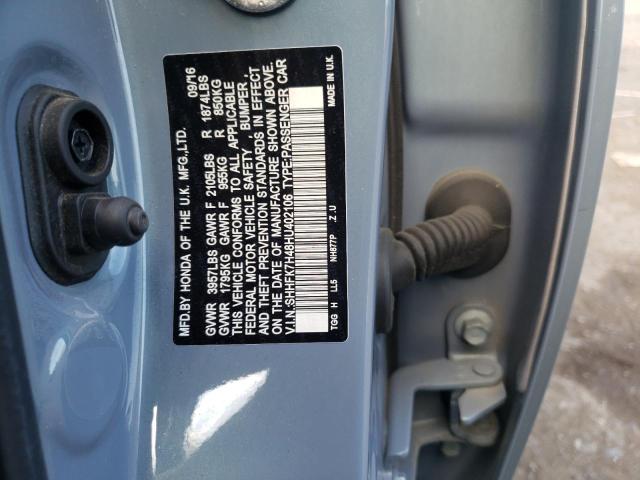 MFD.BY HONDA OF THE U.K. MFG.,LTD. 09/16
GVWR 3957LBS GAWR F 2105LBS R 1874LBS
GVWR 1795KG GAWR F 955KG R 850KG
THIS VEHICLE CONFORMS TO ALL APPLICABLE
FEDERAL MOTOR VEHICLE SAFETY , BUMPER ,
AND THEFT PREVENTION STANDARDS IN EFFECT
ON THE DATE OF MANUFACTURE SHOWN ABOVE.
V.I.N.SHHFK7H48HU402106 TYPE:PASSENGER CAR
TGG H LL5 NH877P .Z U MADE IN U.K.